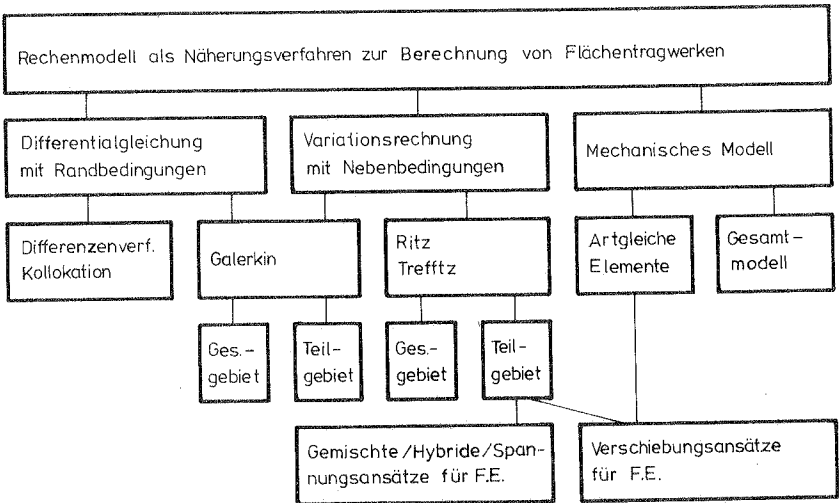 Rechenmodell als Näherungsverfahren zur Berechnung von Flächentragwerken
Differentialgleichung
mit Randbedingungen
Variationsrechnung
mit Nebenbedingungen
Mechanisches Modell
Differenzenverf.
Kollokation
Galerkin
Ritz
Trefftz
Artgleiche
Elemente
Gesamt-
modell
Ges.-
gebiet
Teil-
gebiet
Ges.-
gebiet
Teil-
gebiet
Gemischte/Hybride/Span-
nungsansätze für F.E.
Verschiebungsansätze
für F.E.